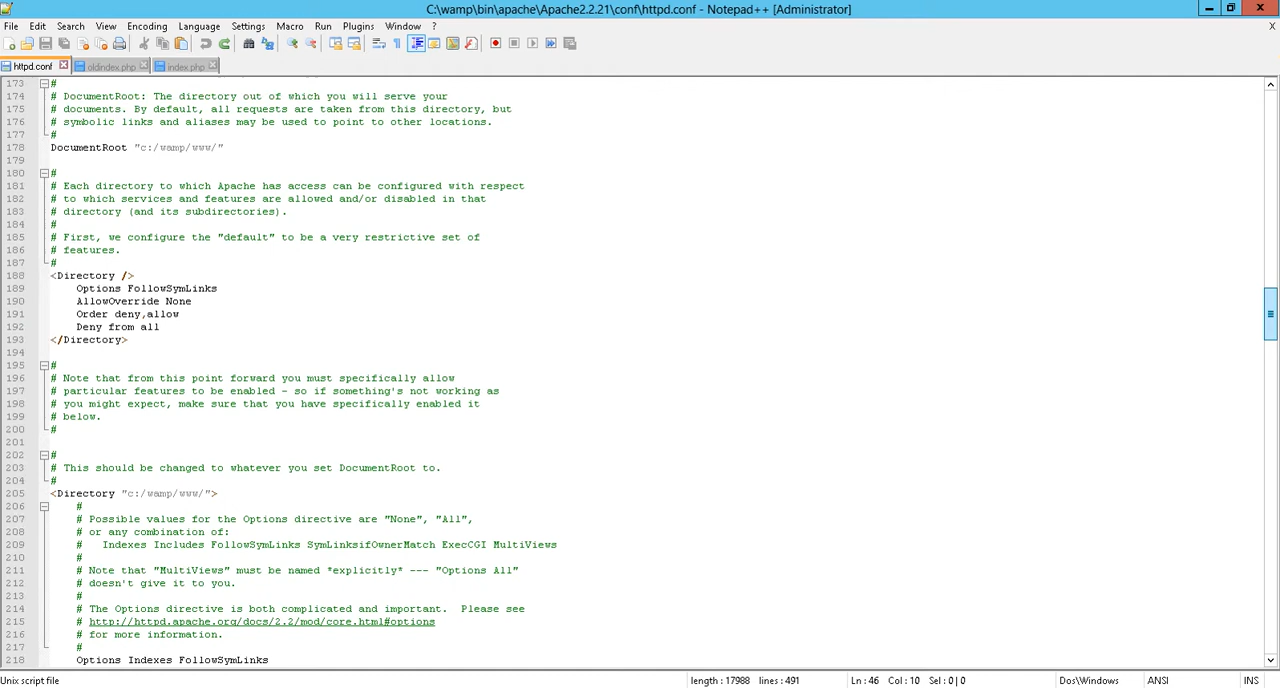 C:\wamp\bin\apache\Apache2.2.21\conf\httpd.conf - Notepad++ [Administrator]
File Edit Search View Encoding Language Settings Macro Run Plugins Window ? X
httpd.conf oldindex.php index.php
173 #
174 # DocumentRoot: The directory out of which you will serve your
175 # documents. By default, all requests are taken from this directory, but
176 # symbolic links and aliases may be used to point to other locations.
177 #
178 DocumentRoot "c:/wamp/www/"
179
180 #
181 # Each directory to which Apache has access can be configured with respect
182 # to which services and features are allowed and/or disabled in that
183 # directory (and its subdirectories).
184 #
185 # First, we configure the "default" to be a very restrictive set of
186 # features.
187 #
188 <Directory />
189     Options FollowSymLinks
190     AllowOverride None
191     Order deny,allow
192     Deny from all
193 </Directory>
194
195 #
196 # Note that from this point forward you must specifically allow
197 # particular features to be enabled - so if something's not working as
198 # you might expect, make sure that you have specifically enabled it
199 # below.
200 #
201
202 #
203 # This should be changed to whatever you set DocumentRoot to.
204 #
205 <Directory "c:/wamp/www/">
206     #
207     # Possible values for the Options directive are "None", "All",
208     # or any combination of:
209     #   Indexes Includes FollowSymLinks SymLinksifOwnerMatch ExecCGI MultiViews
210     #
211     # Note that "MultiViews" must be named *explicitly* --- "Options All"
212     # doesn't give it to you.
213     #
214     # The Options directive is both complicated and important.  Please see
215     # http://httpd.apache.org/docs/2.2/mod/core.html#options
216     # for more information.
217     #
218     Options Indexes FollowSymLinks
Unix script file length : 17988 lines : 491 Ln : 46 Col : 10 Sel : 0 | 0 Dos\Windows ANSI INS